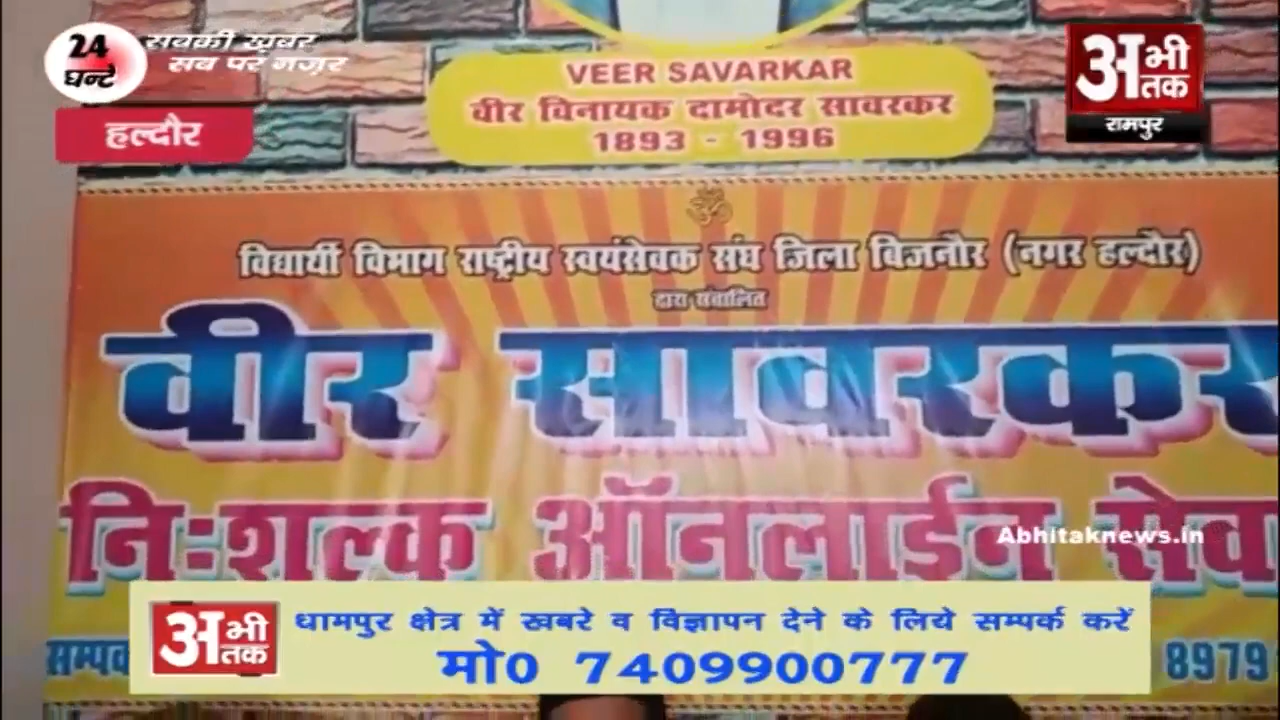 24
घन्टे
सबकी ख़बर
सब पर नज़र
हल्दौर
अभी
तक
रामपुर
VEER SAVARKAR
वीर विनायक दामोदर सावरकर
1893 - 1996
ॐ
विद्यार्थी विभाग राष्ट्रीय स्वयंसेवक संघ जिला बिजनौर (नगर हल्दौर)
द्वारा संचालित
वीर सावरकर
निःशुल्क ऑनलाईन सेवा
Abhitaknews.in
अभी
तक
धामपुर क्षेत्र में खबरे व विज्ञापन देने के लिये सम्पर्क करें
मो0 7409900777
8979